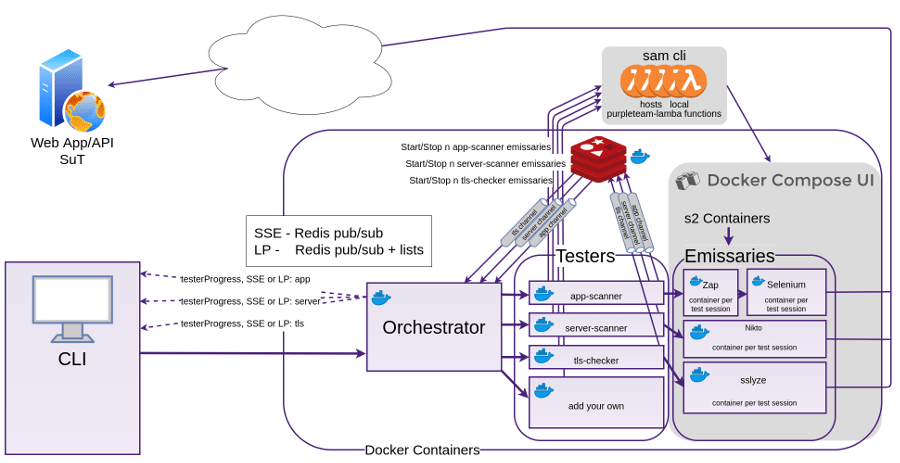 sam cli
hosts local
purpleteam-lamba functions
Web App/API
SuT
Start/Stop n app-scanner emissaries
Start/Stop n server-scanner emissaries
Start/Stop n tls-checker emissaries
Docker Compose UI
s2 Containers
tls channel
server channel
app channel
app channel
server channel
tls channel
SSE - Redis pub/sub
LP - Redis pub/sub + lists
Testers
Emissaries
testerProgress, SSE or LP: app
testerProgress, SSE or LP: server
testerProgress, SSE or LP: tls
CLI
Orchestrator
app-scanner
server-scanner
tls-checker
add your own
Zap
container per
test session
Selenium
container per
test session
Nikto
container per test session
sslyze
container per test session
Docker Containers